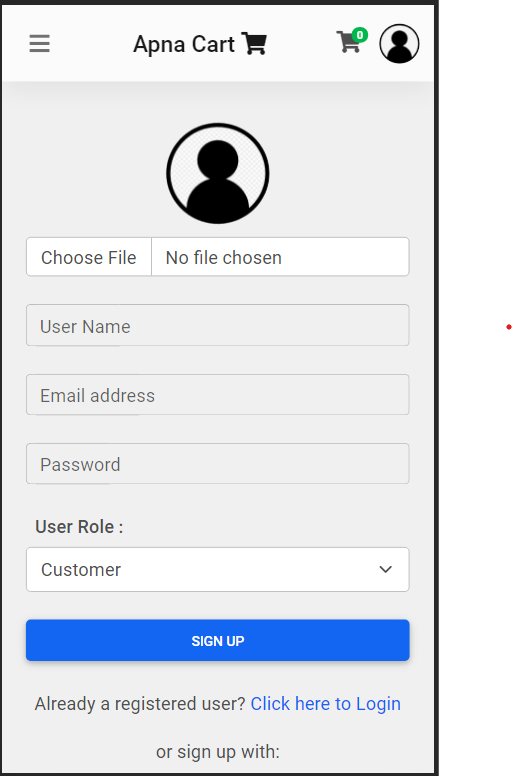 Apna Cart
0
Choose File No file chosen
User Name
Email address
Password
User Role :
Customer
SIGN UP
Already a registered user? Click here to Login
or sign up with: